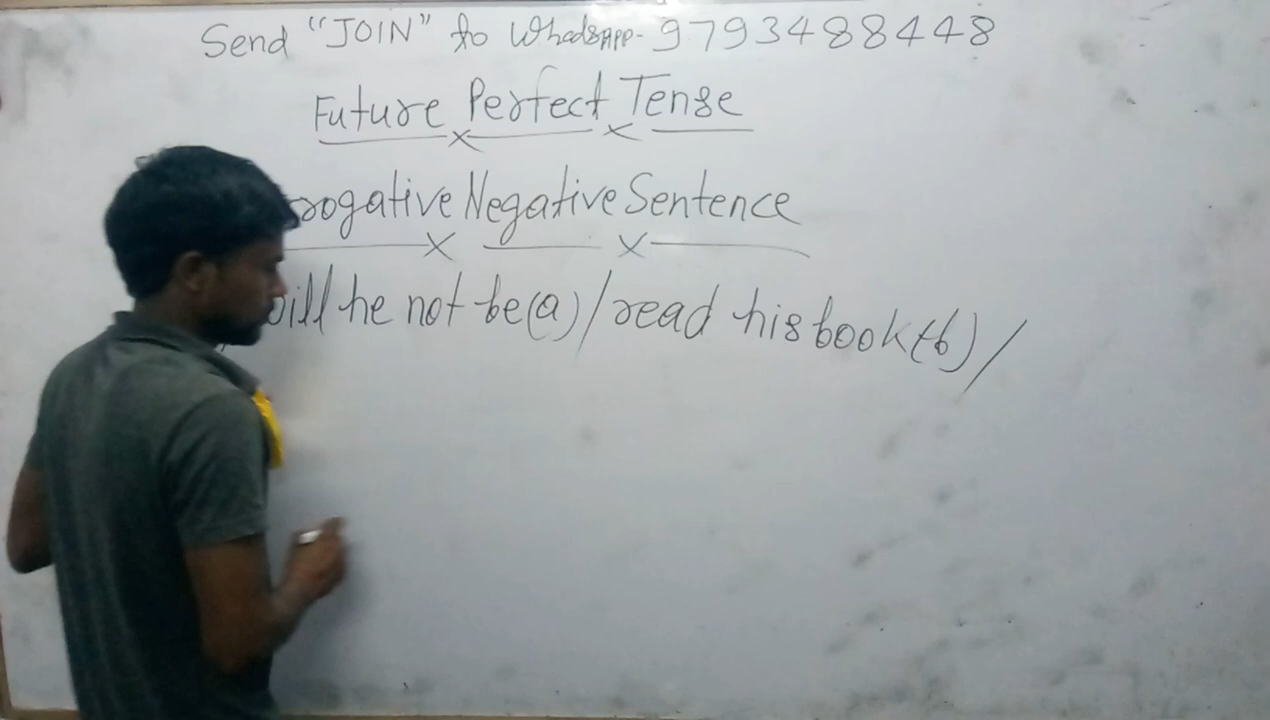 Send "JOIN" to WhatsApp- 9793488448
Future Perfect Tense
rogative Negative Sentence
will he not be(a)/read his book(b)/